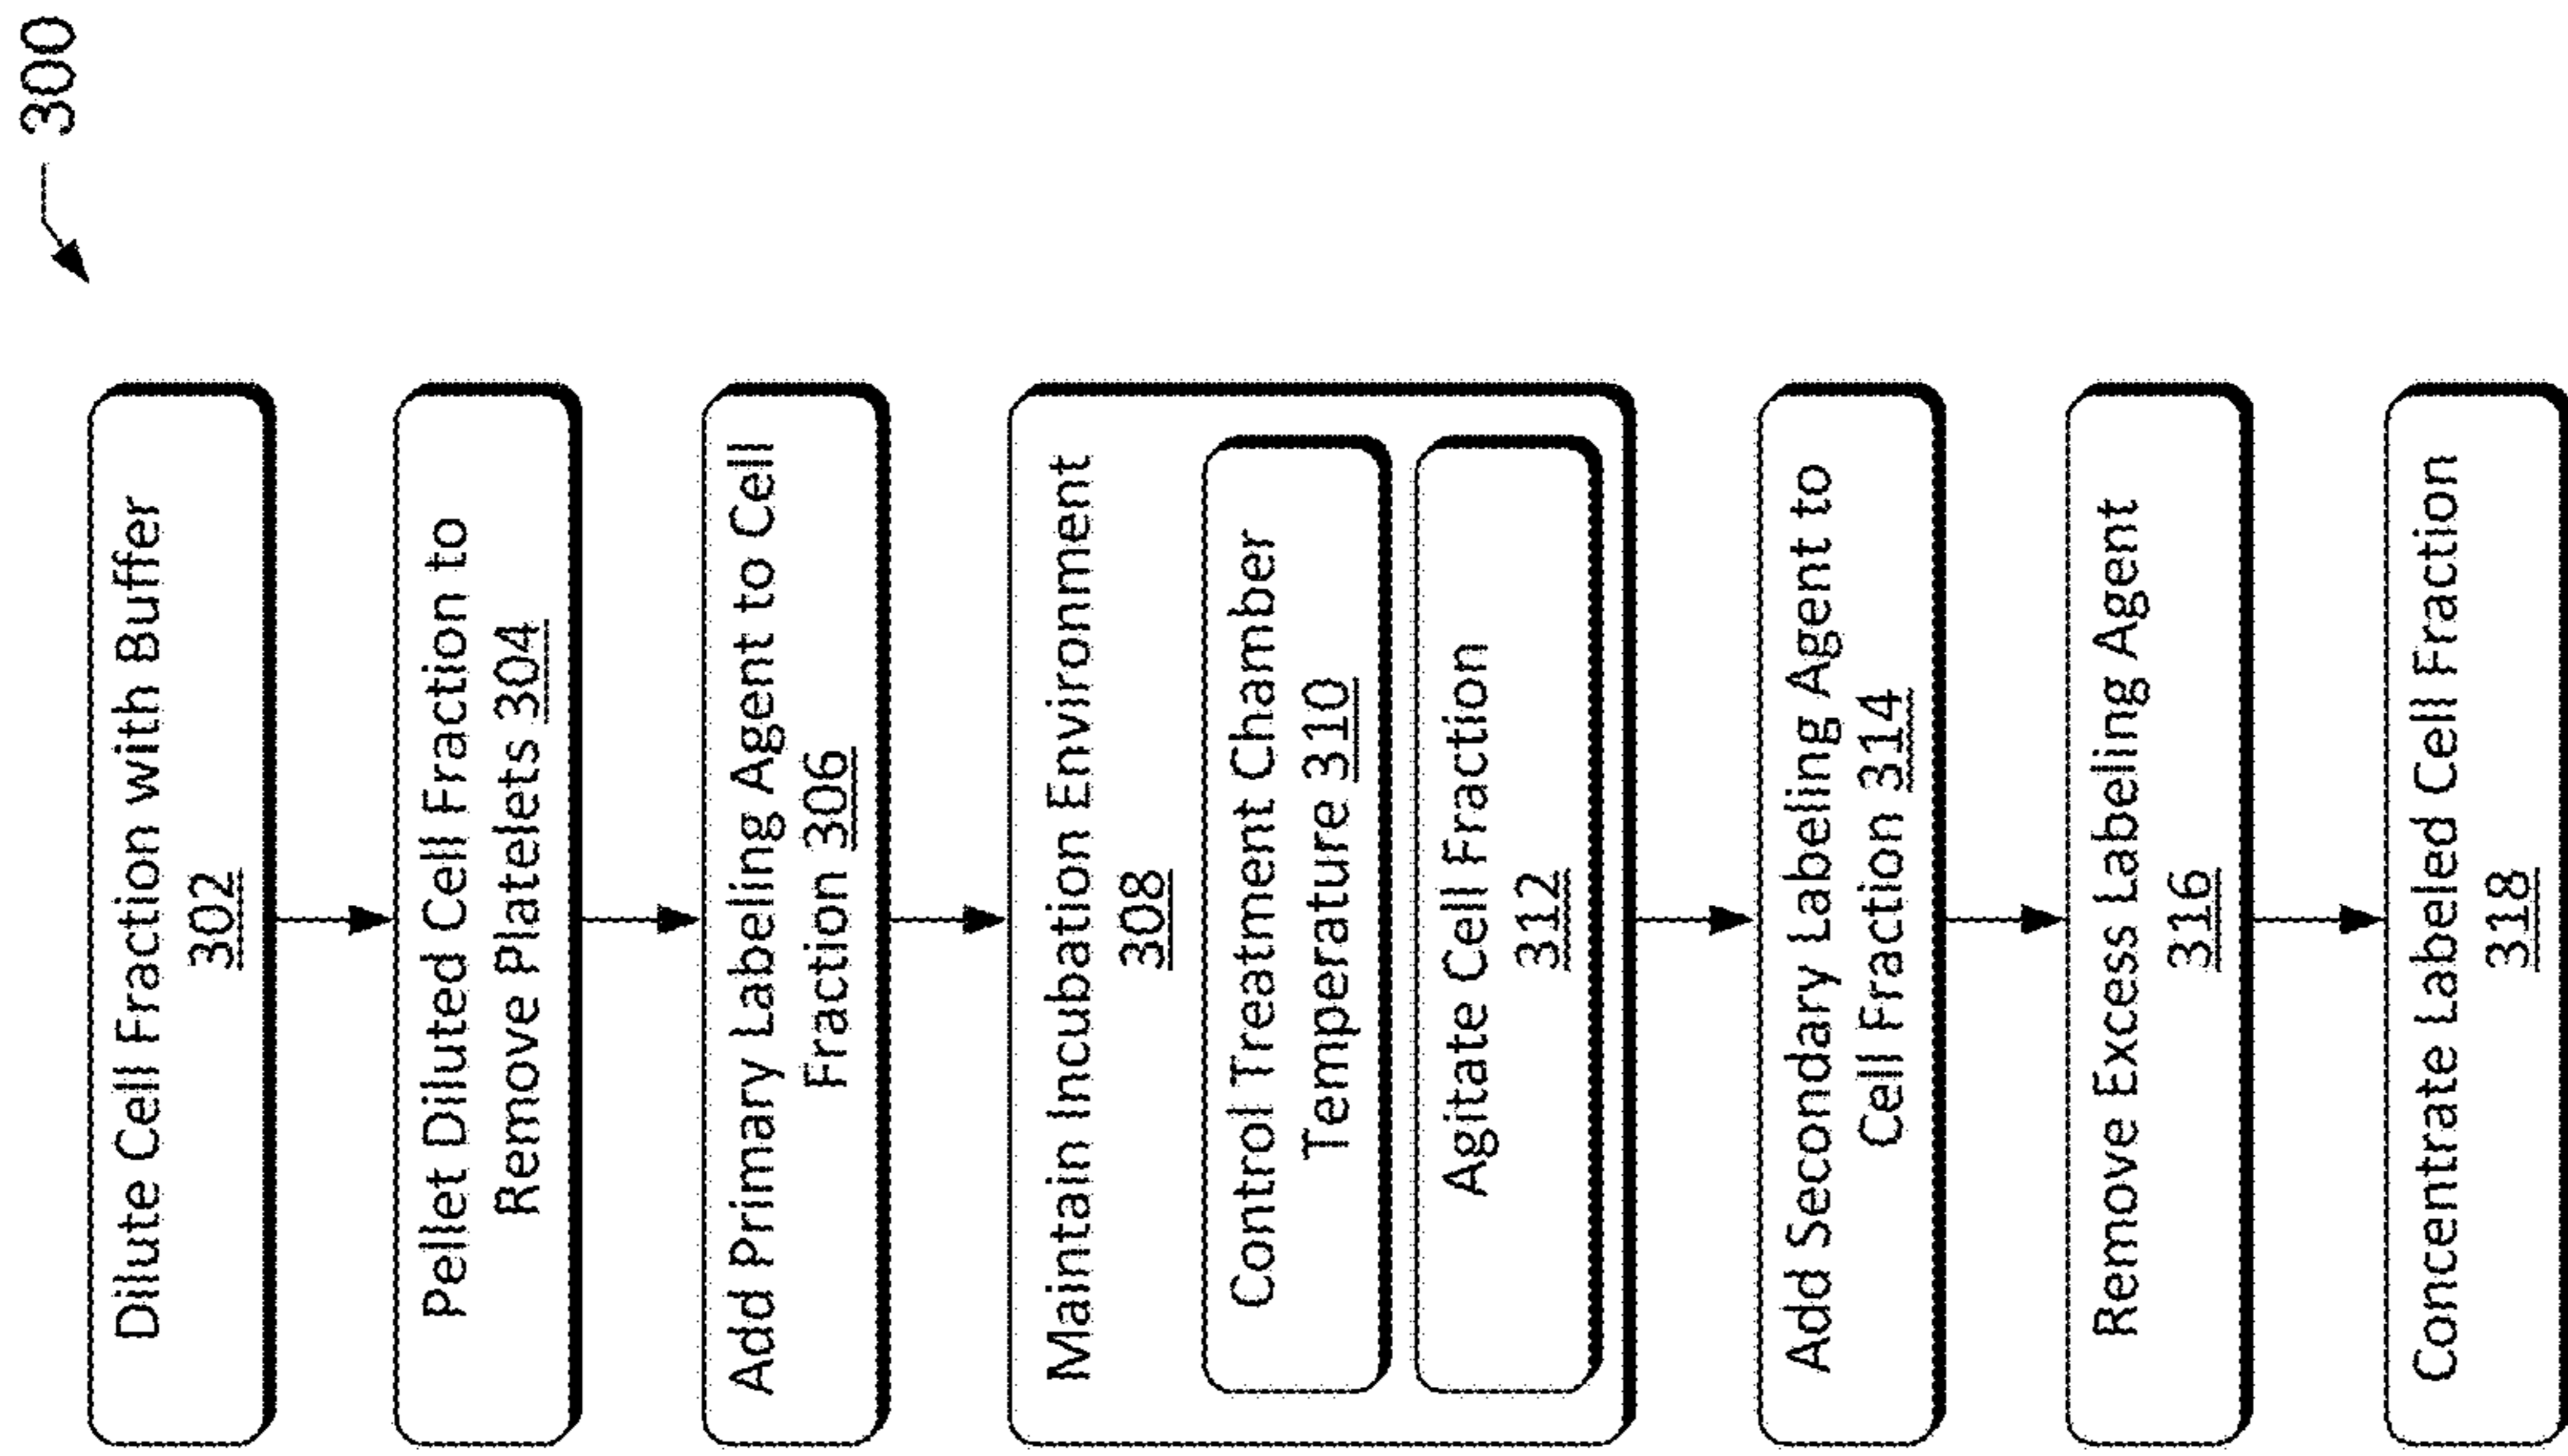 300
Dilute Cell Fraction with Buffer
302
Pellet Diluted Cell Fraction to
Remove Platelets 304
Add Primary Labeling Agent to Cell
Fraction 306
Maintain Incubation Environment
308
Control Treatment Chamber
Temperature 310
Agitate Cell Fraction
312
Add Secondary Labeling Agent to
Cell Fraction 314
Remove Excess Labeling Agent
316
Concentrate Labeled Cell Fraction
318